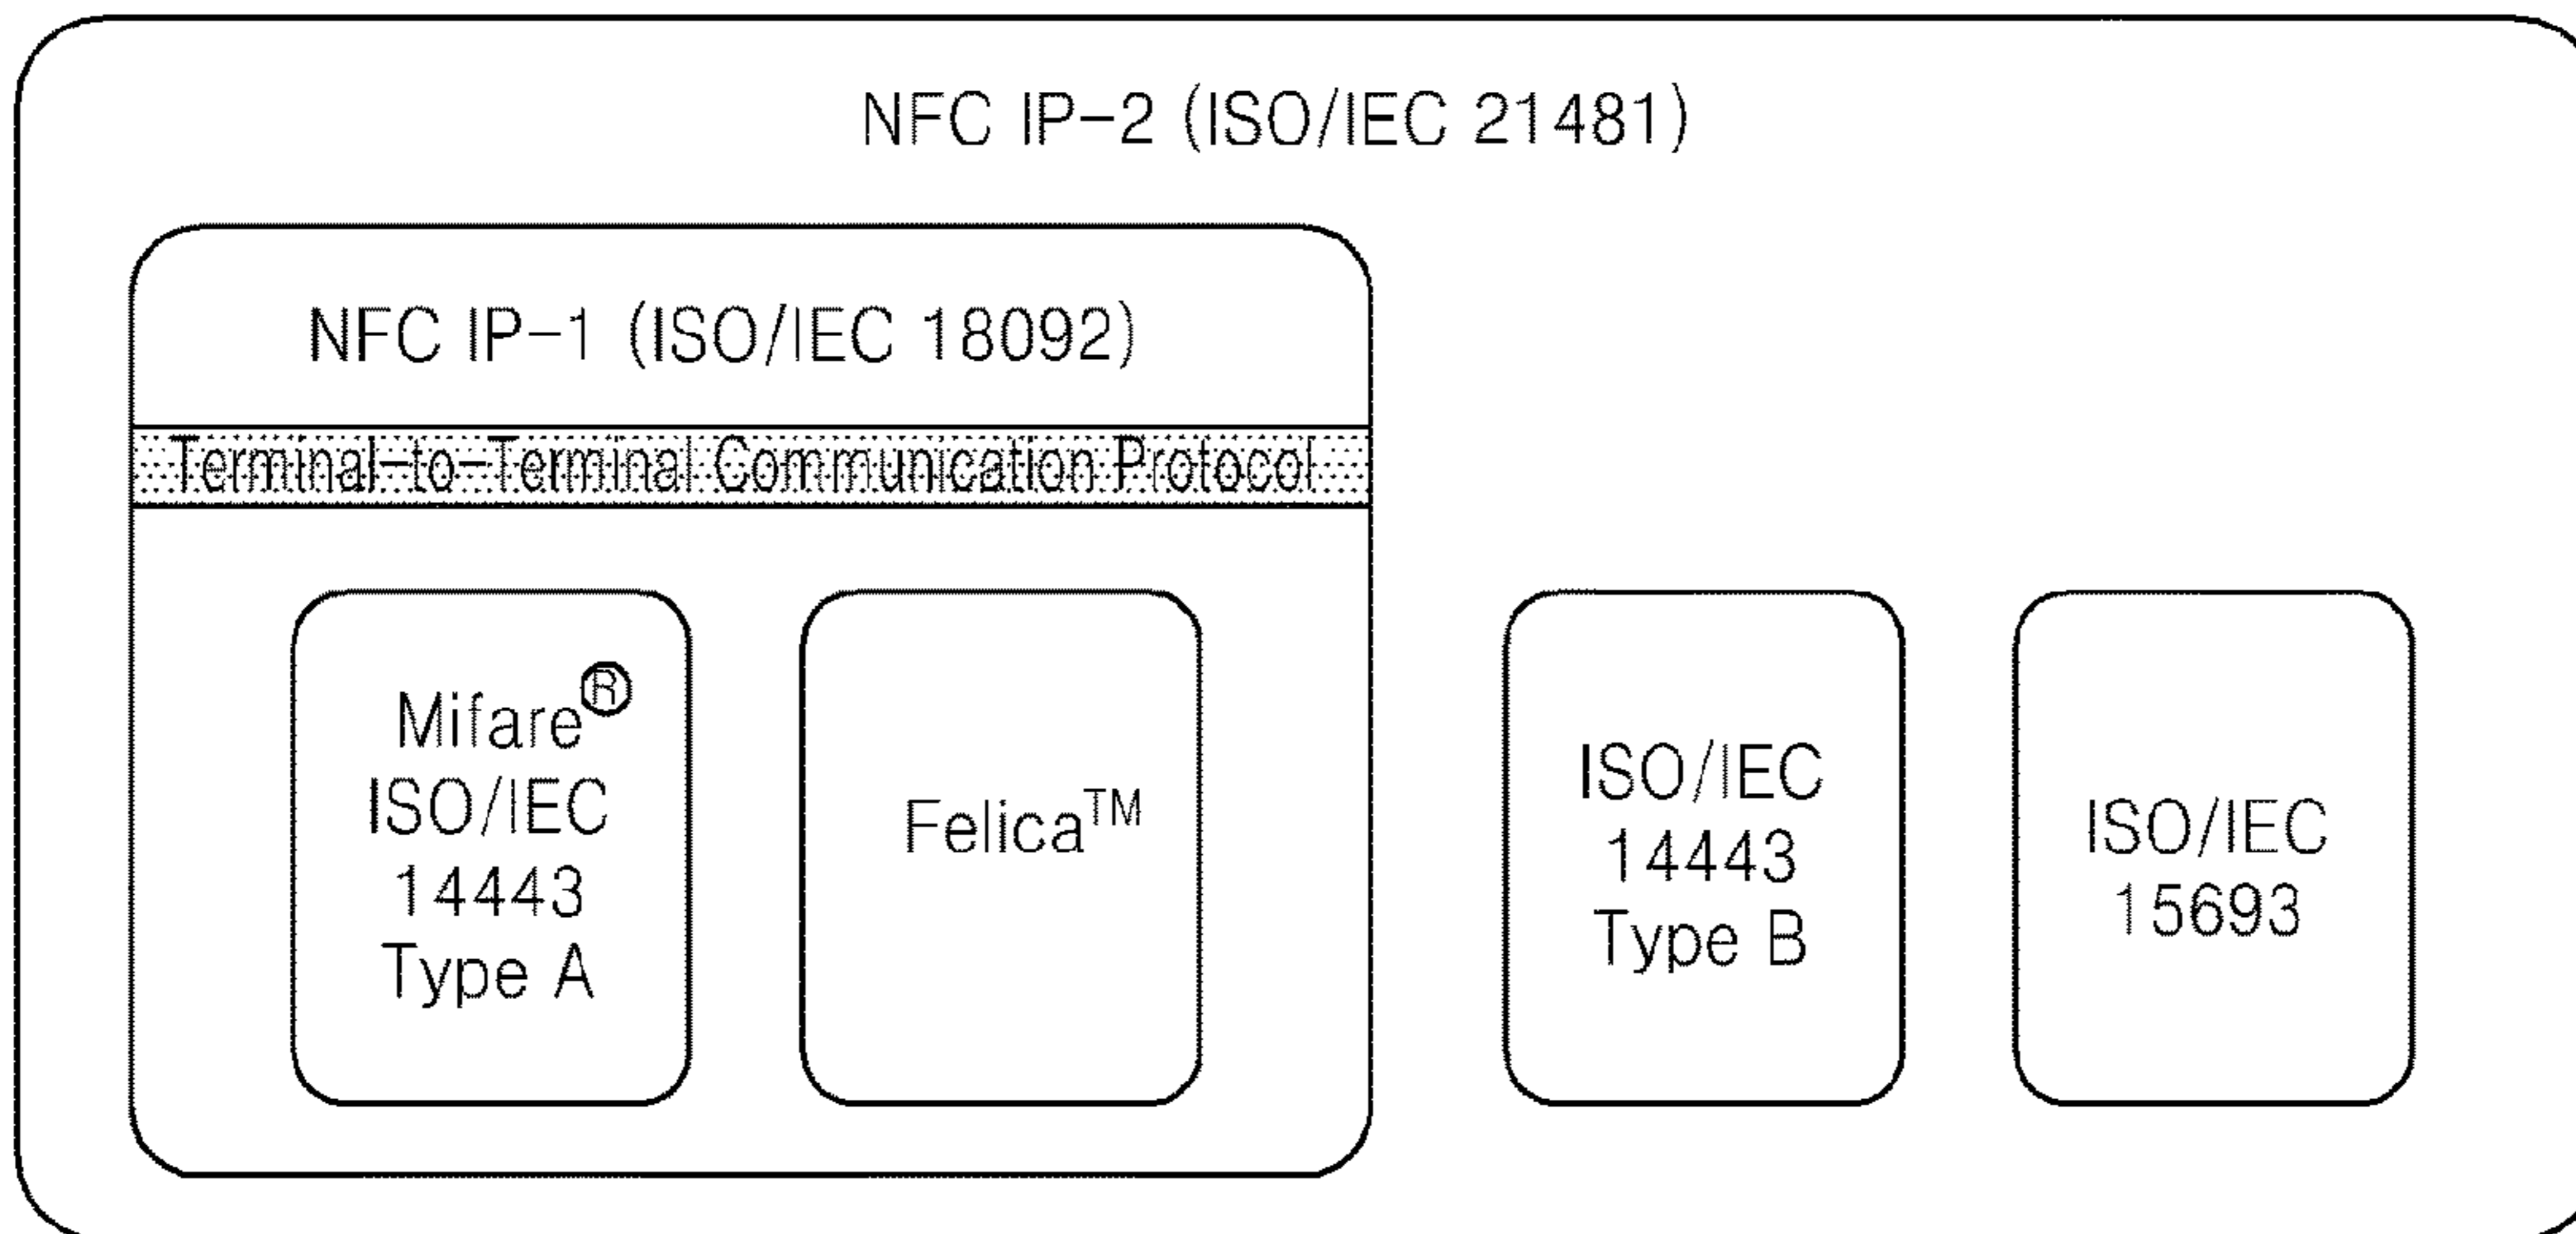 NFC IP-2 (ISO/IEC 21481)
NFC IP-1 (ISO/IEC 18092)
Terminal-to-Terminal Communication Protocol
Mifare®
ISO/IEC
14443
Type A
Felica™
ISO/IEC
14443
Type B
ISO/IEC
15693